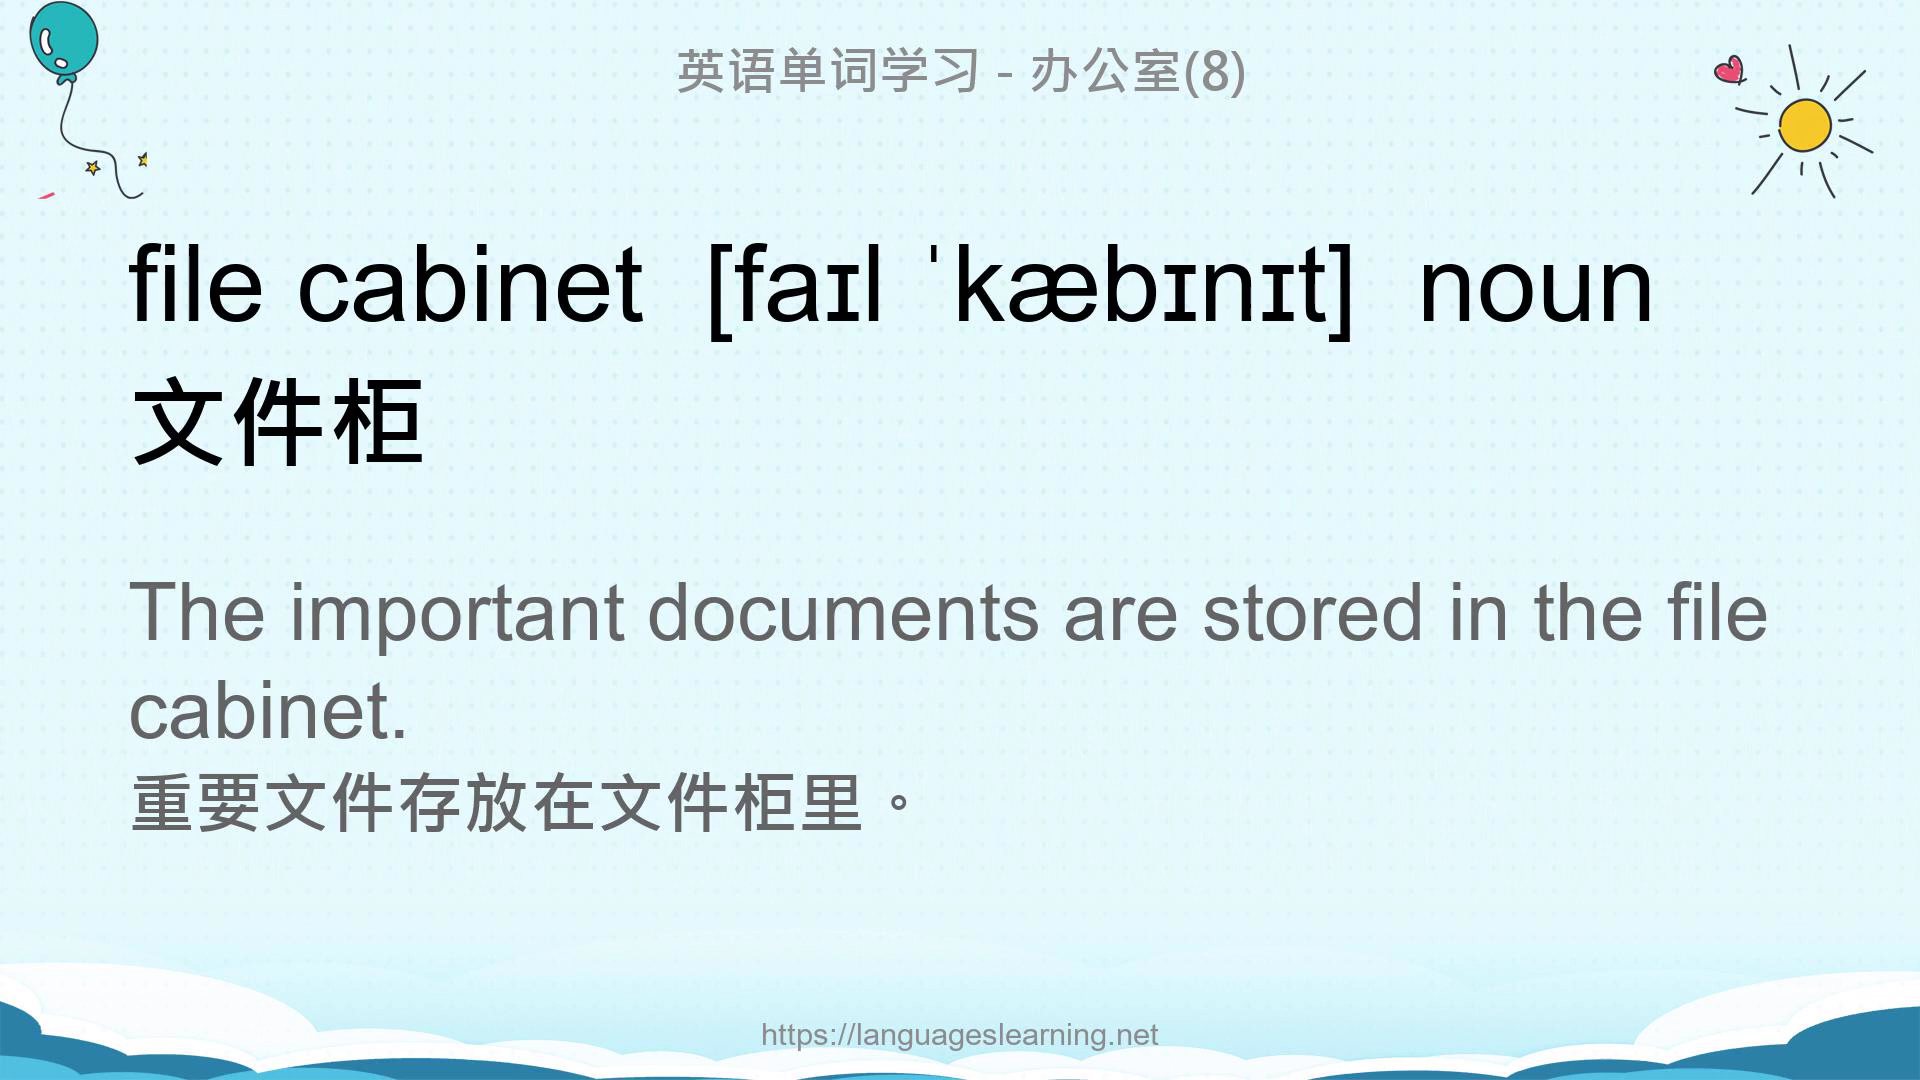 英语单词学习 - 办公室(8)
file cabinet [faɪl ˈkæbɪnɪt] noun
文件柜
The important documents are stored in the file
cabinet.
重要文件存放在文件柜里。
https://languageslearning.net